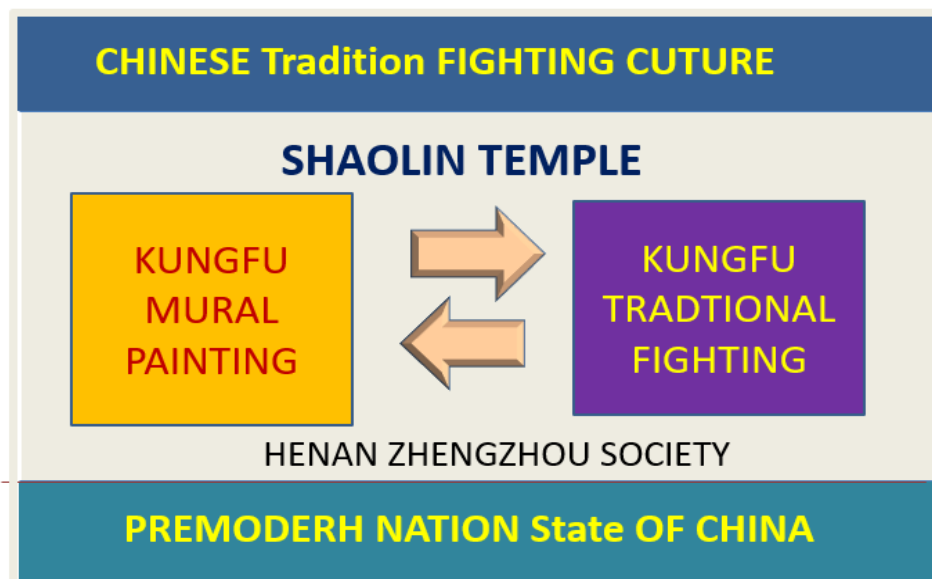 CHINESE Tradition FIGHTING CUTURE
SHAOLIN TEMPLE
KUNGFU
MURAL
PAINTING
KUNGFU
TRADTIONAL
FIGHTING
HENAN ZHENGZHOU SOCIETY
PREMODERH NATION State OF CHINA